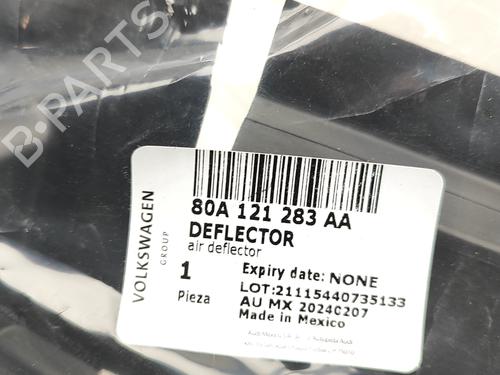 B-PARTS
VOLKSWAGEN
GROUP
80A 121 283 AA
DEFLECTOR
air deflector
1
Pieza
Expiry date: NONE
LOT:21115440735133
AU MX 20240207
Made in Mexico